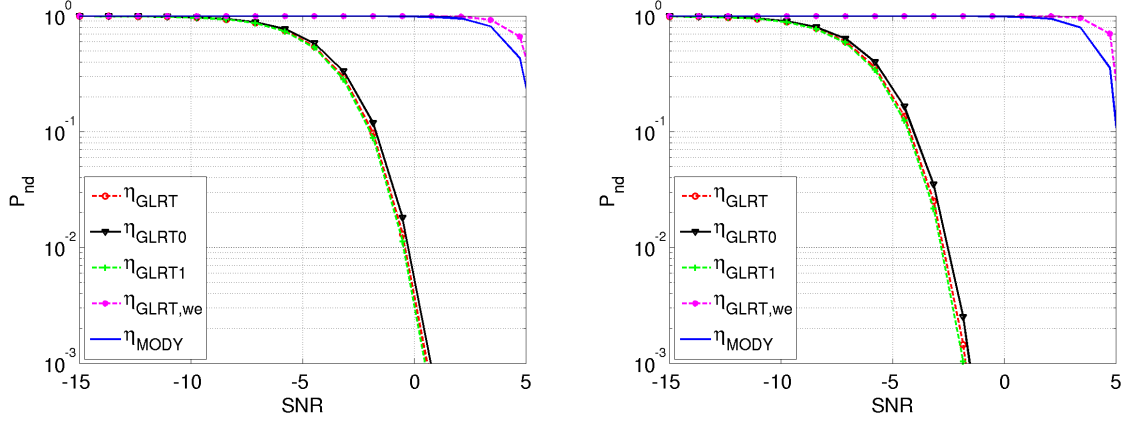 10^0
10^-1
10^-2
10^-3
P_nd
-15 -10 -5 0 5
SNR
η_GLRT
η_GLRT0
η_GLRT1
η_GLRT,we
η_MODY
10^0
10^-1
10^-2
10^-3
P_nd
-15 -10 -5 0 5
SNR
η_GLRT
η_GLRT0
η_GLRT1
η_GLRT,we
η_MODY